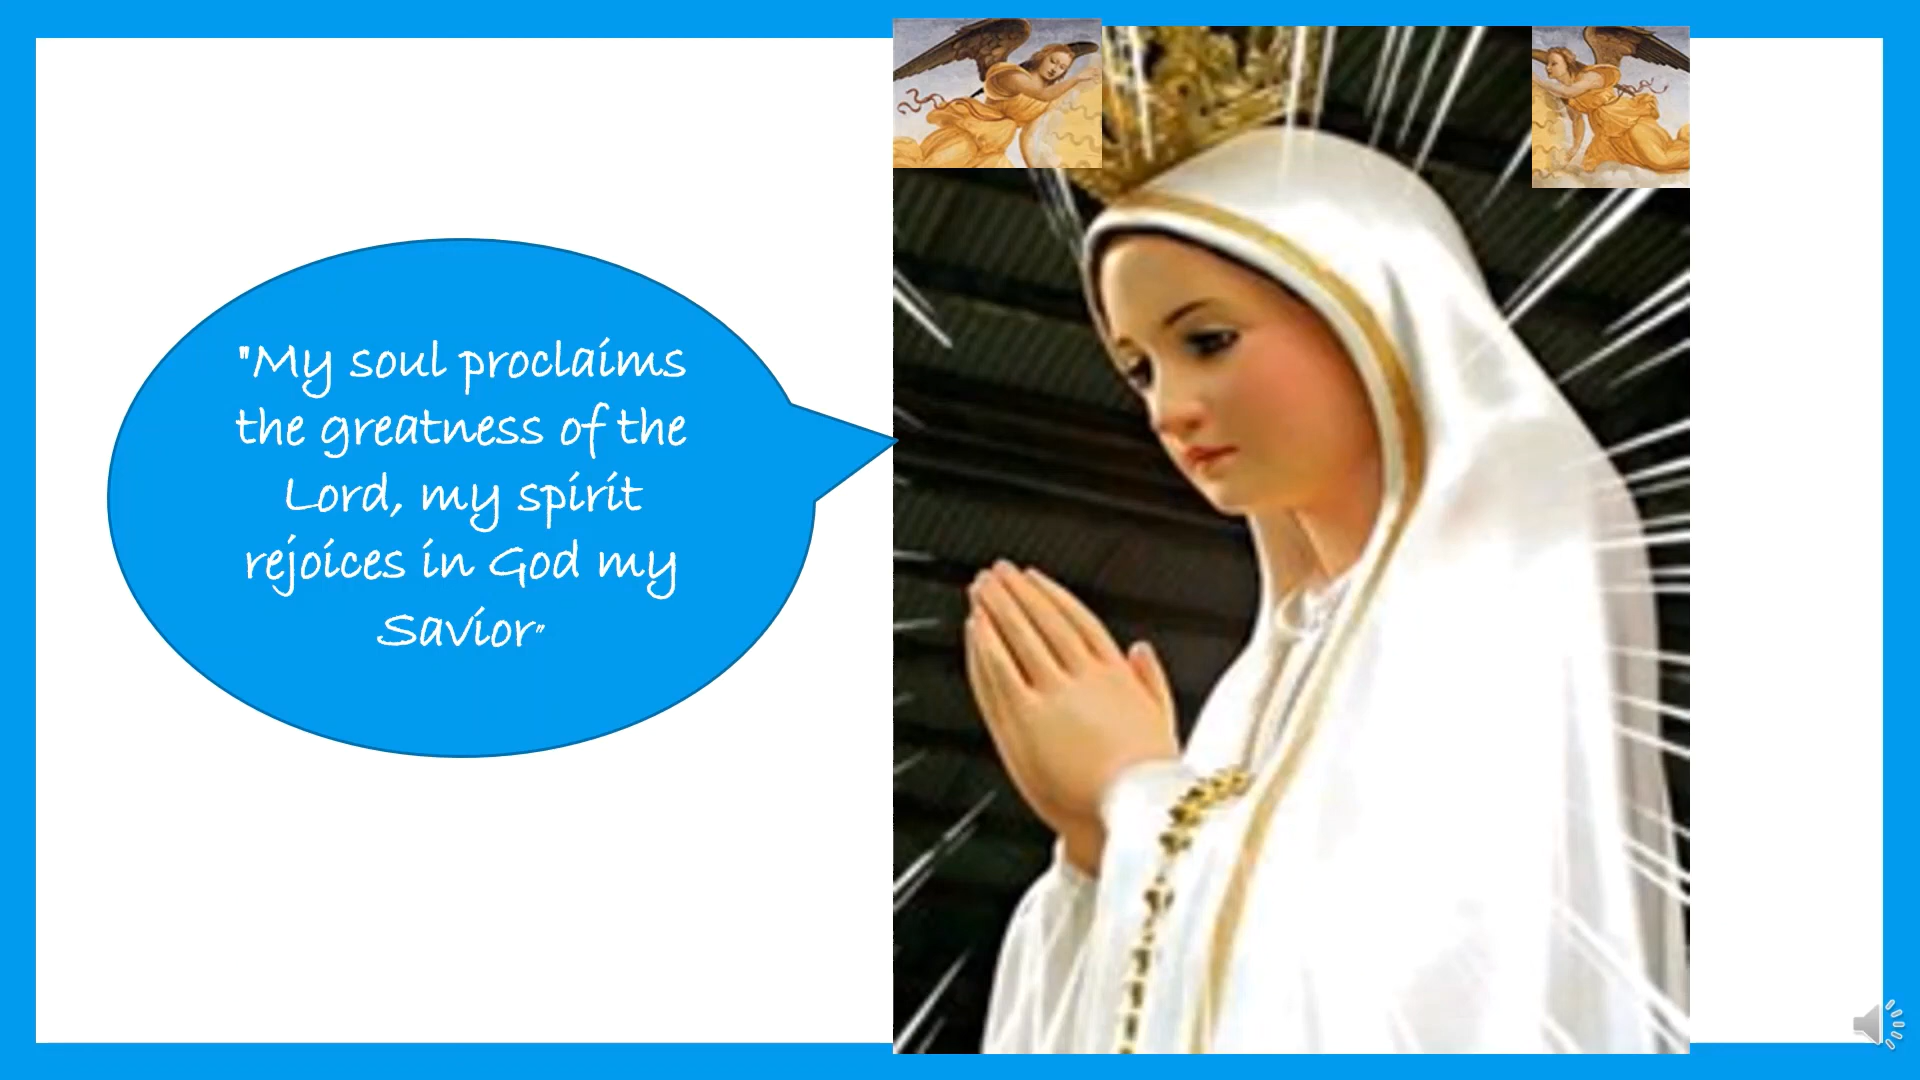 "My soul proclaims
the greatness of the
Lord, my spirit
rejoices in God my
Savior”